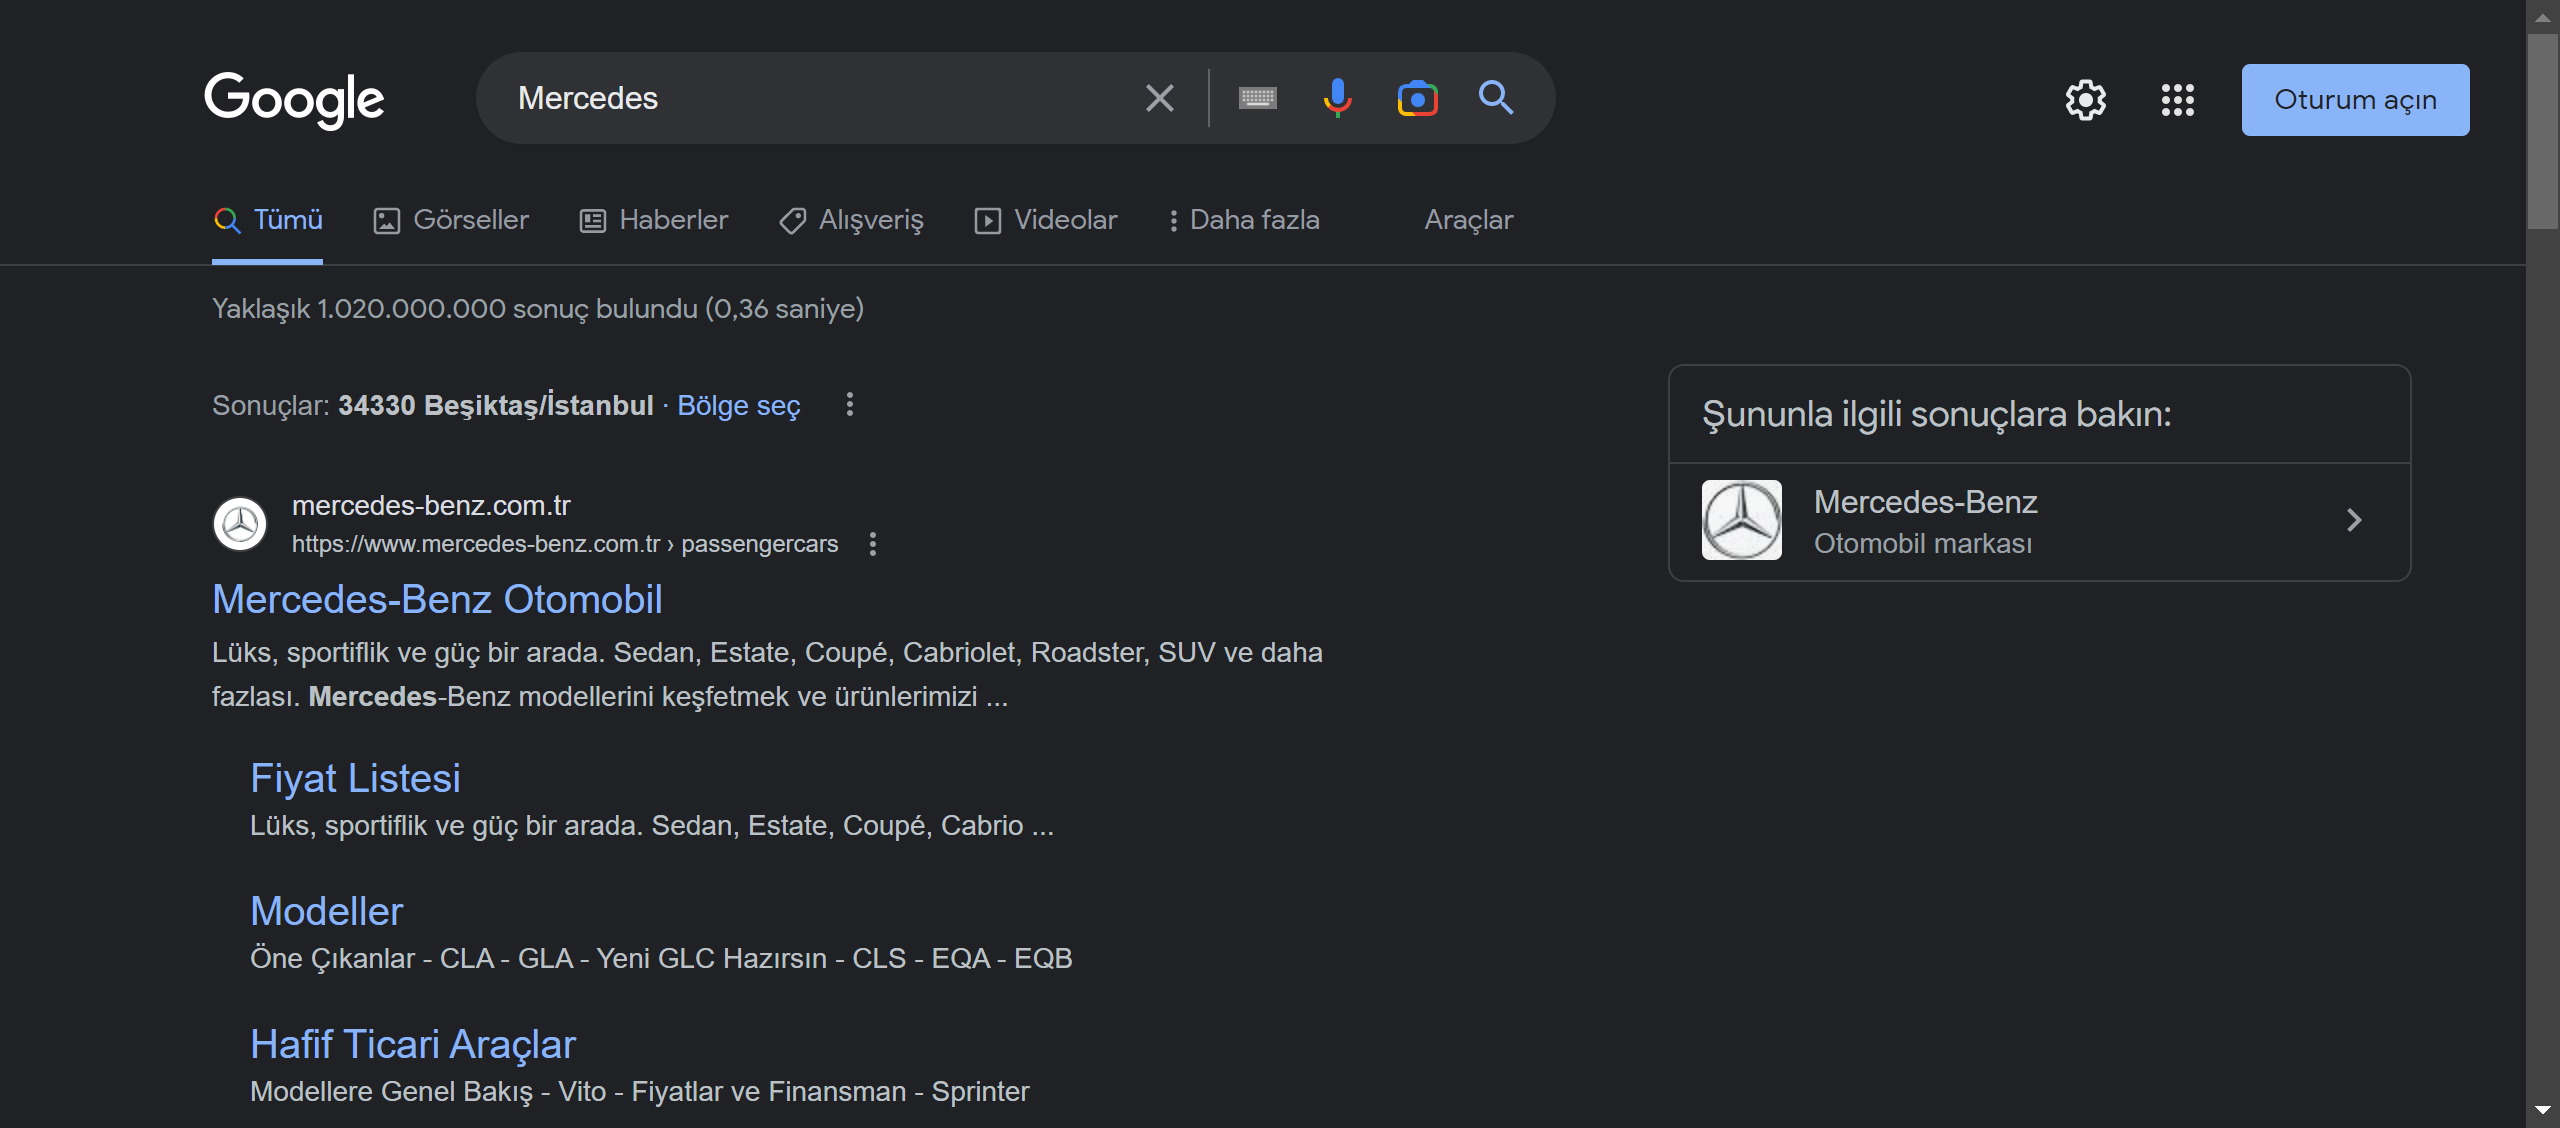 Google
Mercedes
Oturum açın
Tümü
Görseller
Haberler
Alışveriş
Videolar
Daha fazla
Araçlar
Yaklaşık 1.020.000.000 sonuç bulundu (0,36 saniye)
Sonuçlar: 34330 Beşiktaş/İstanbul · Bölge seç
mercedes-benz.com.tr
https://www.mercedes-benz.com.tr › passengercars
Mercedes-Benz Otomobil
Lüks, sportiflik ve güç bir arada. Sedan, Estate, Coupé, Cabriolet, Roadster, SUV ve daha
fazlası. Mercedes-Benz modellerini keşfetmek ve ürünlerimizi ...
Fiyat Listesi
Lüks, sportiflik ve güç bir arada. Sedan, Estate, Coupé, Cabrio ...
Modeller
Öne Çıkanlar - CLA - GLA - Yeni GLC Hazırsın - CLS - EQA - EQB
Hafif Ticari Araçlar
Modellere Genel Bakış - Vito - Fiyatlar ve Finansman - Sprinter
Şununla ilgili sonuçlara bakın:
Mercedes-Benz
Otomobil markası